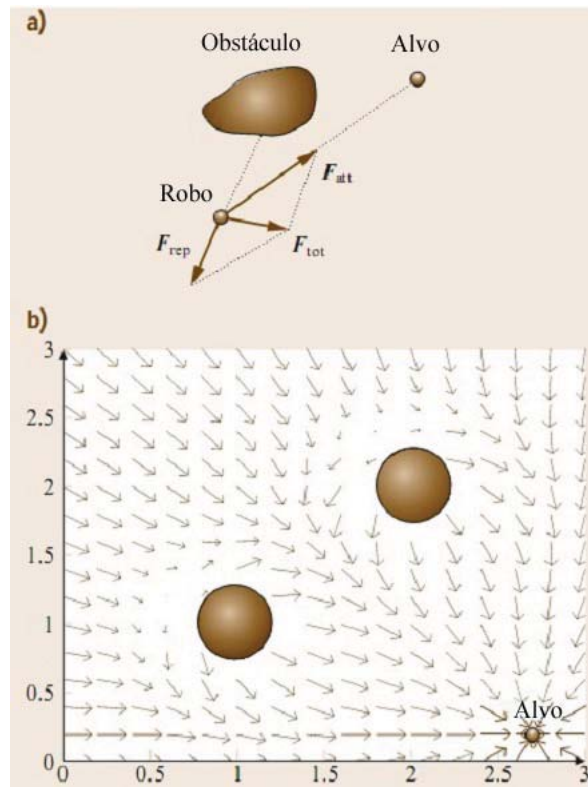 a)
Obstáculo Alvo
Robo
F_att
F_rep F_tot
b)
3
2.5
2
1.5
1
0.5
Alvo
0
0 0.5 1 1.5 2 2.5 3